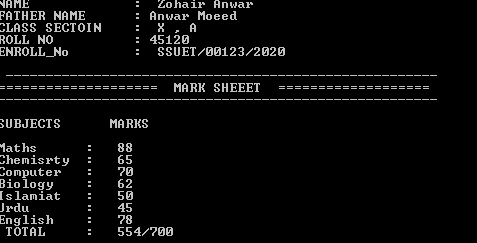 NAME : Zohair Anwar
FATHER NAME : Anwar Moeed
CLASS SECTOIN : X , A
ROLL NO : 45120
ENROLL_No : SSUET/00123/2020
MARK SHEEET
SUBJECTS MARKS
Maths : 88
Chemisrty : 65
Computer : 70
Biology : 62
Islamiat : 50
Urdu : 45
English : 78
TOTAL : 554/700